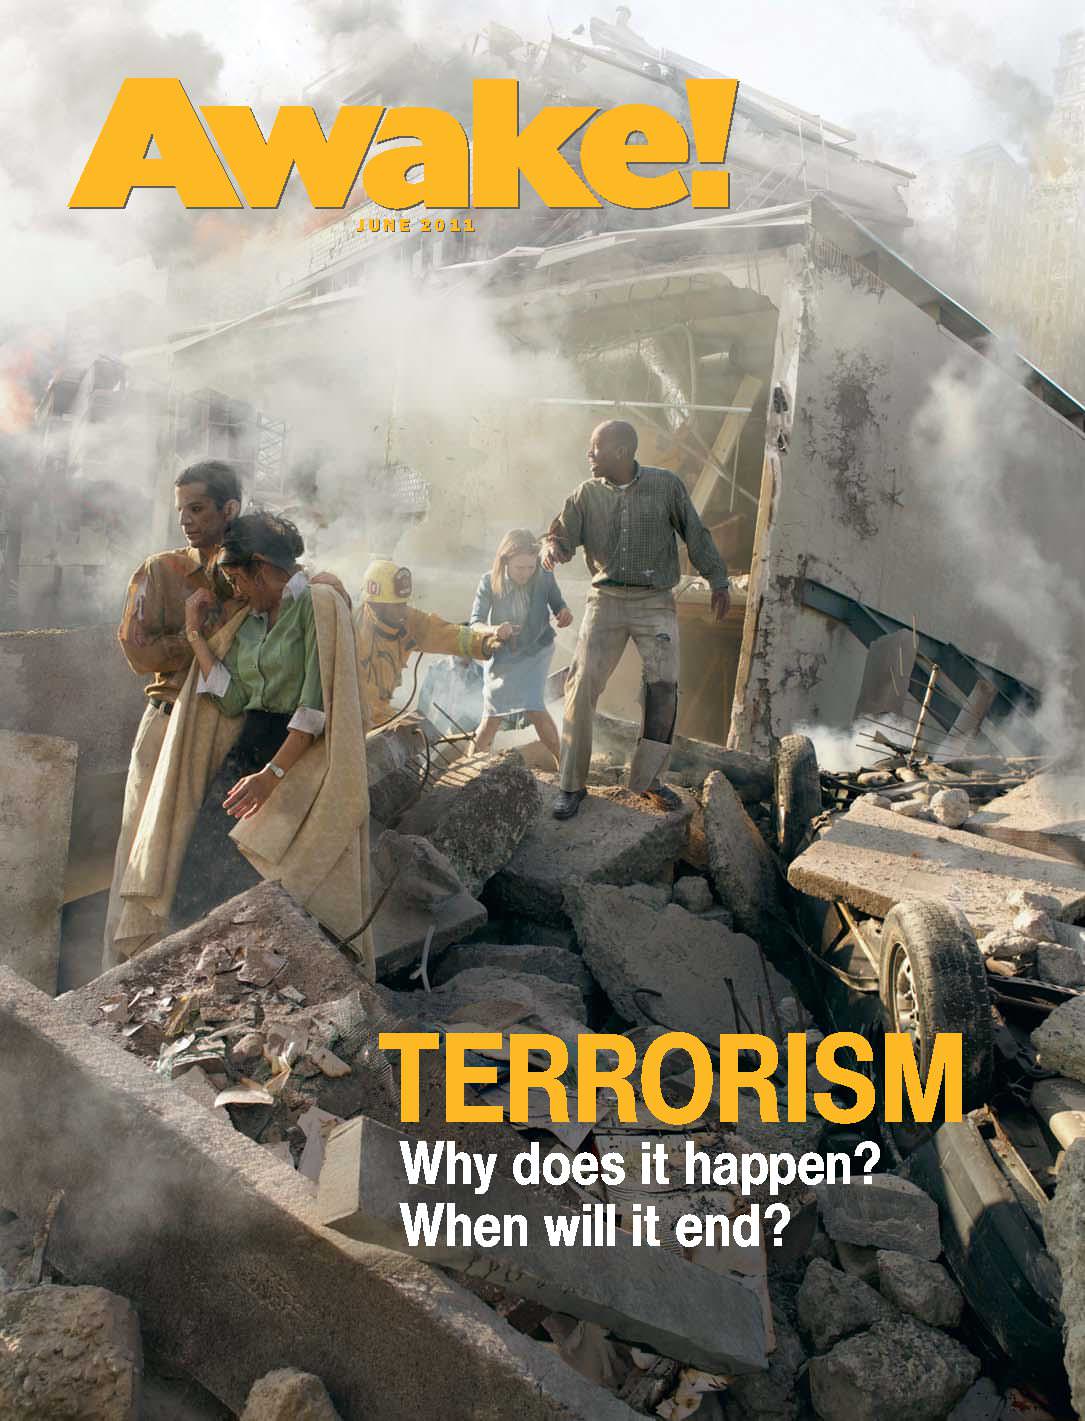 Awake!
JUNE 2011
TERRORISM
Why does it happen?
When will it end?